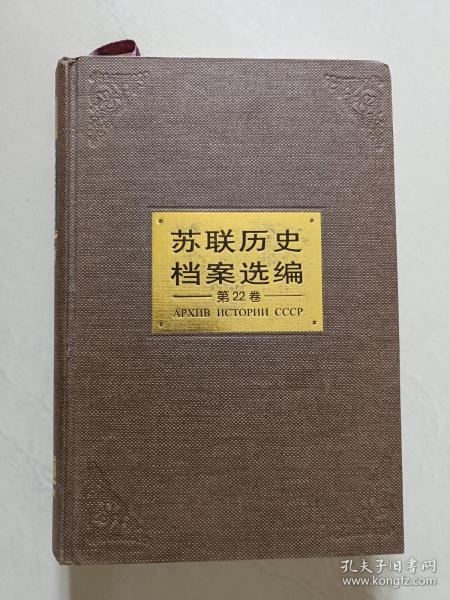 苏联历史
档案选编
第22卷
АРХИВ ИСТОРИИ СССР
孔夫子旧书网
www.kongfz.com